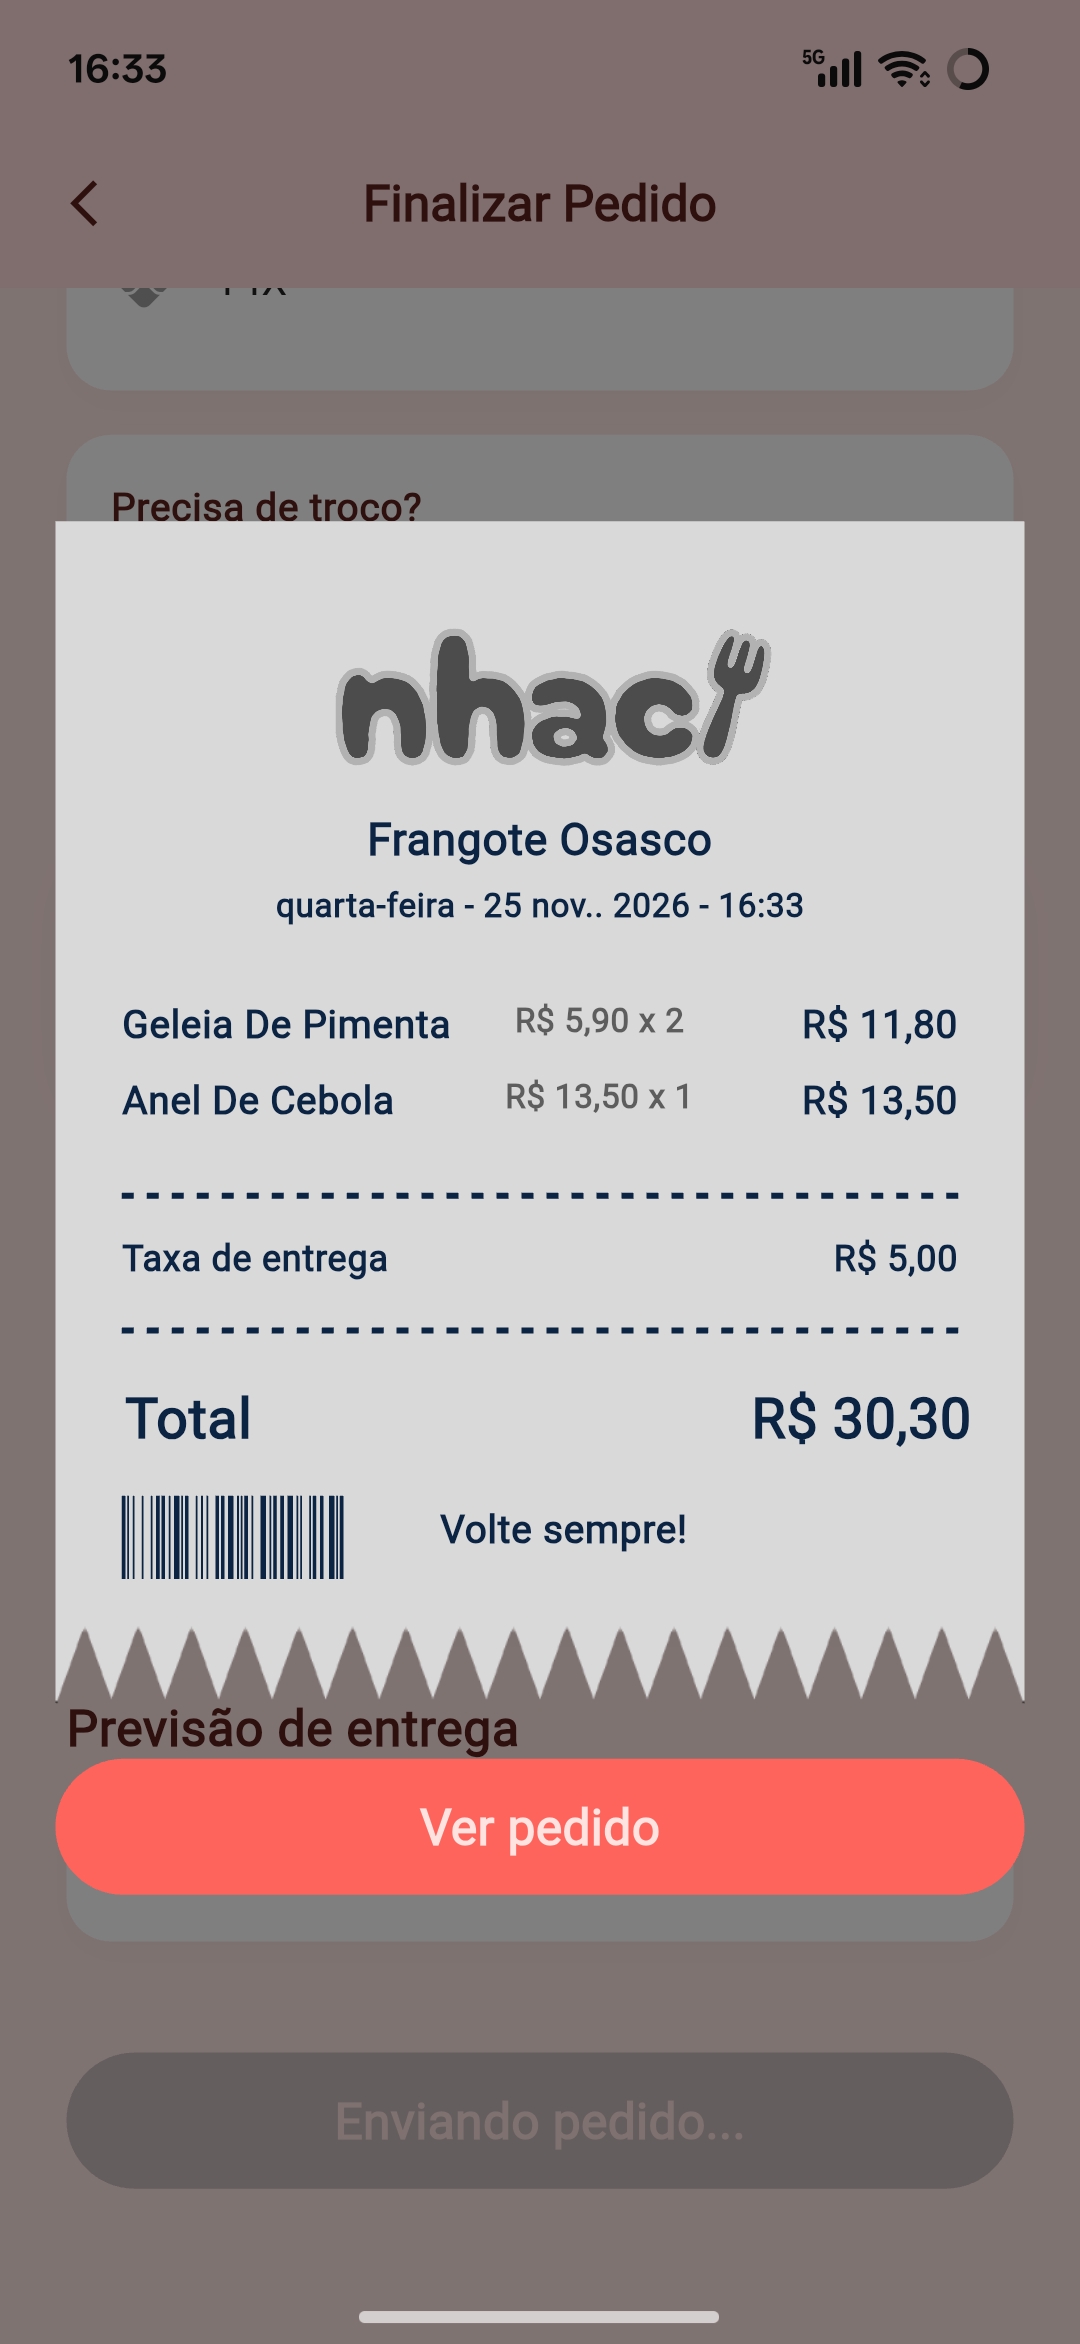 16:33
5G
Finalizar Pedido
Precisa de troco?
nhac
Frangote Osasco
quarta-feira - 25 nov.. 2026 - 16:33
Geleia De Pimenta R$ 5,90 x 2 R$ 11,80
Anel De Cebola R$ 13,50 x 1 R$ 13,50
Taxa de entrega R$ 5,00
Total R$ 30,30
Volte sempre!
Previsão de entrega
Ver pedido
Enviando pedido...